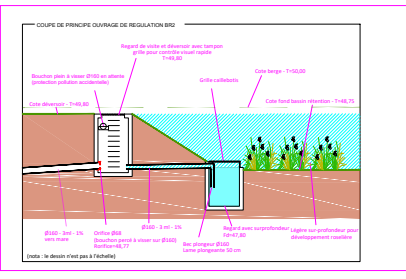 COUPE DE PRINCIPE OUVRAGE DE REGULATION BR2
Regard de visite et déversoir avec tampon
grille pour contrôle visuel rapide
T=49,80
Bouchon plein à visser Ø160 en attente
(protection pollution accidentelle)
Grille caillebotis
Cote berge - T=50,00
Cote déversoir - T=49,80
Cote fond bassin rétention - T=48,75
Ø160 - 3ml - 1%
vers mare
Orifice Ø68
(bouchon percé à visser sur Ø160)
Rorifice=48,77
Ø160 - 3 ml - 1%
Bec plongeur Ø160
Lame plongeante 50 cm
Regard avec surprofondeur
Fd=47,80
Légère sur-profondeur pour
développement roselière
(nota : le dessin n'est pas à l'échelle)